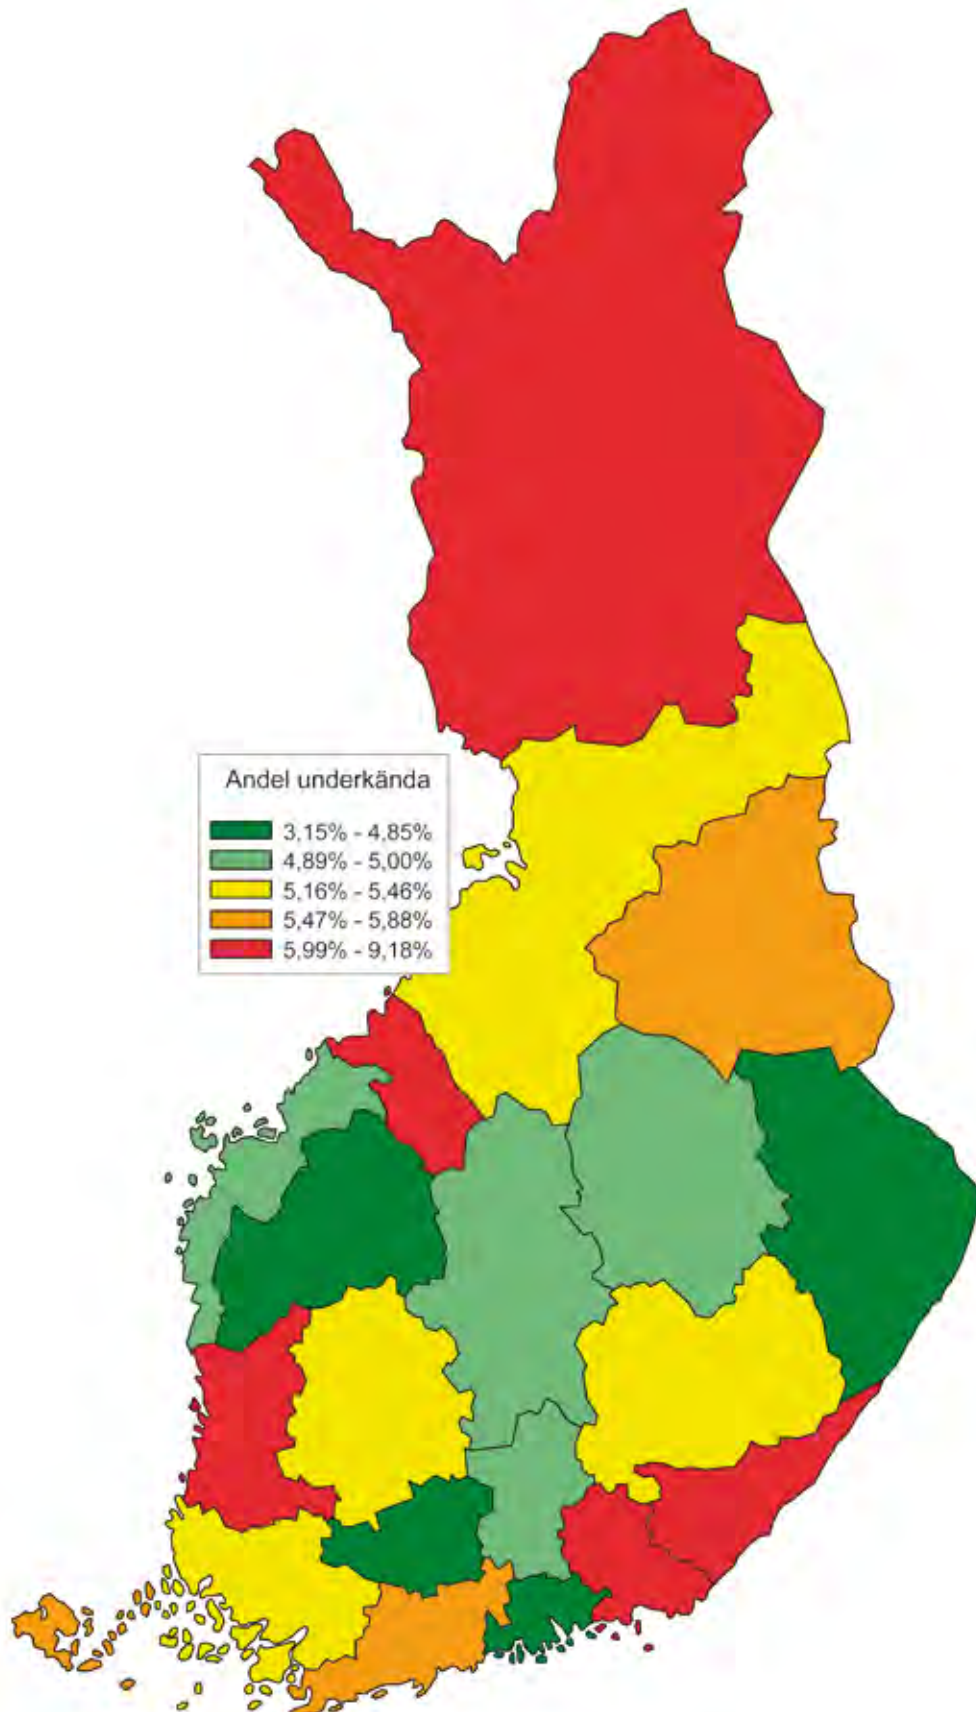 Andel underkända
3,15% - 4,85%
4,89% - 5,00%
5,16% - 5,46%
5,47% - 5,88%
5,99% - 9,18%